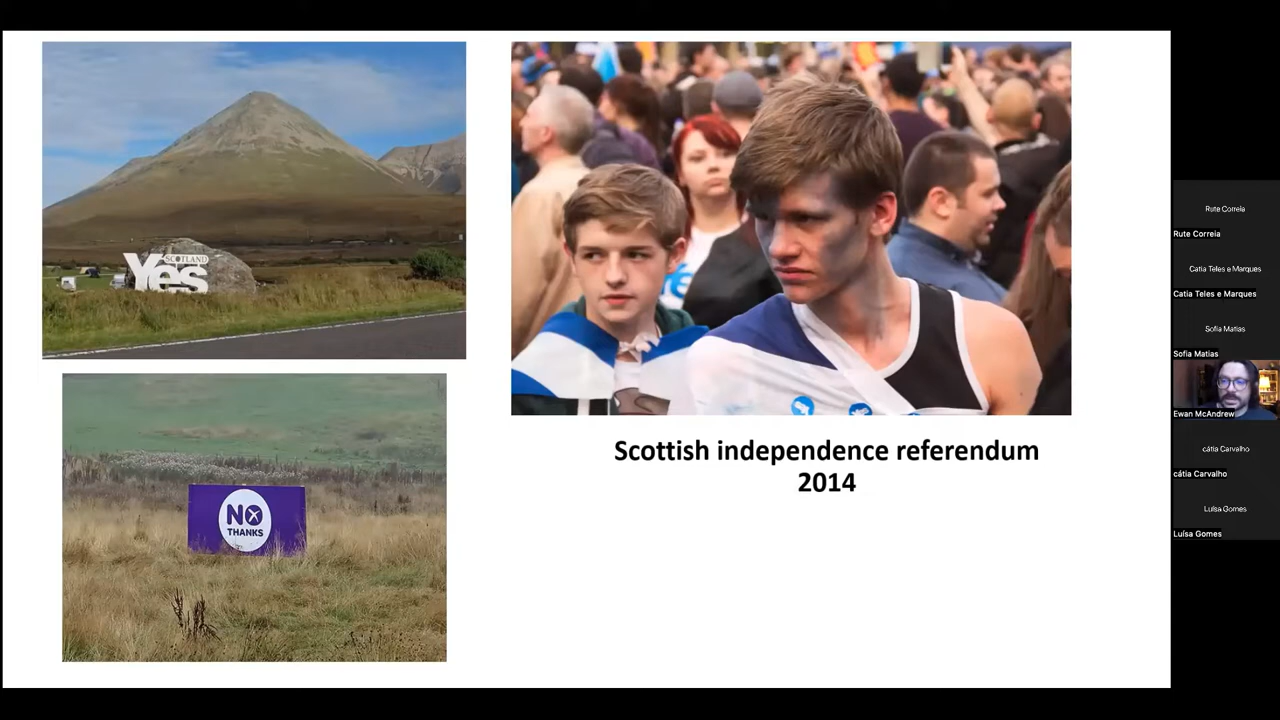 SCOTLAND
Yes
NO
THANKS
Scottish independence referendum
2014
Rute Correia
Rute Correia
Catia Teles e Marques
Catia Teles e Marques
Sofia Matias
Sofia Matias
Ewan McAndrew
cátia Carvalho
cátia Carvalho
Luísa Gomes
Luísa Gomes